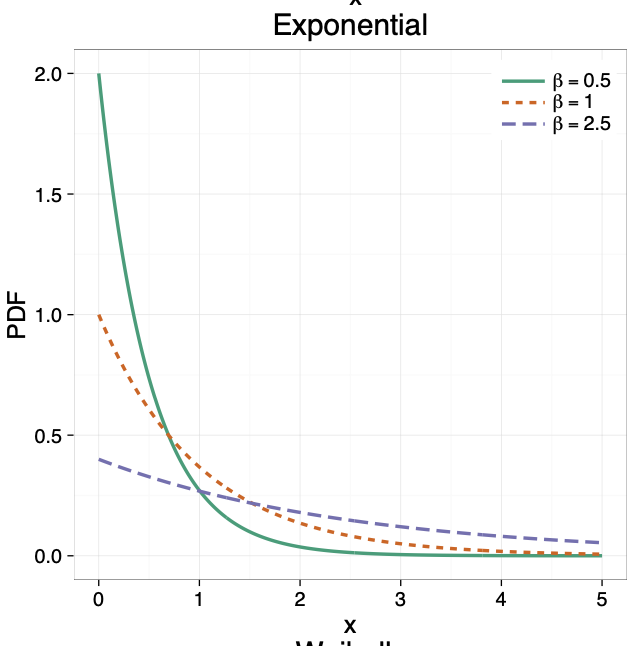 x
Exponential
β = 0.5
β = 1
β = 2.5
PDF
2.0
1.5
1.0
0.5
0.0
0 1 2 3 4 5
x